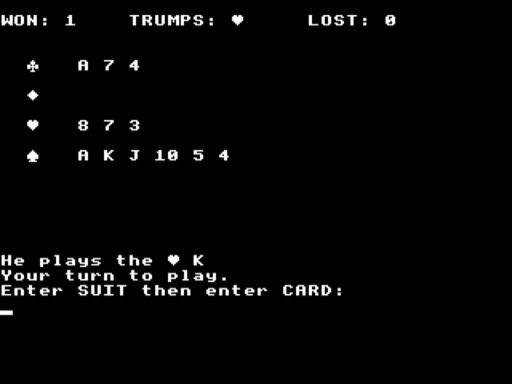 WON: 1 TRUMPS: ♥ LOST: 0
♣ A 7 4
♦
♥ 8 7 3
♠ A K J 10 5 4
He plays the ♥ K
Your turn to play.
Enter SUIT then enter CARD: